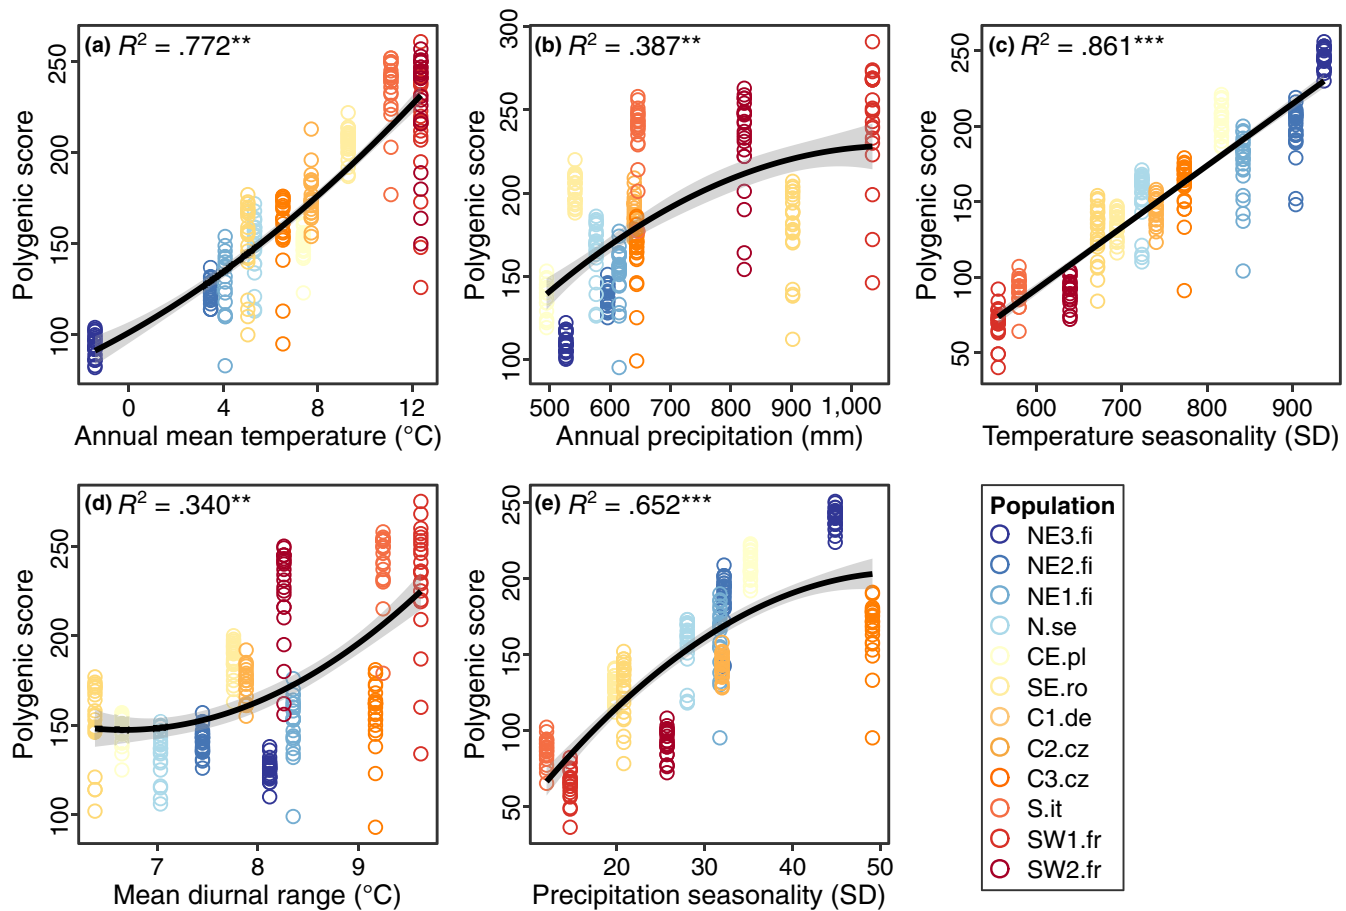 (a) R² = .772**
Polygenic score
100 150 200 250
0 4 8 12
Annual mean temperature (°C)
(b) R² = .387**
Polygenic score
100 150 200 250 300
500 600 700 800 900 1,000
Annual precipitation (mm)
(c) R² = .861***
Polygenic score
50 100 150 200 250
600 700 800 900
Temperature seasonality (SD)
(d) R² = .340**
Polygenic score
100 150 200 250
7 8 9
Mean diurnal range (°C)
(e) R² = .652***
Polygenic score
50 100 150 200 250
20 30 40 50
Precipitation seasonality (SD)
Population
NE3.fi
NE2.fi
NE1.fi
N.se
CE.pl
SE.ro
C1.de
C2.cz
C3.cz
S.it
SW1.fr
SW2.fr